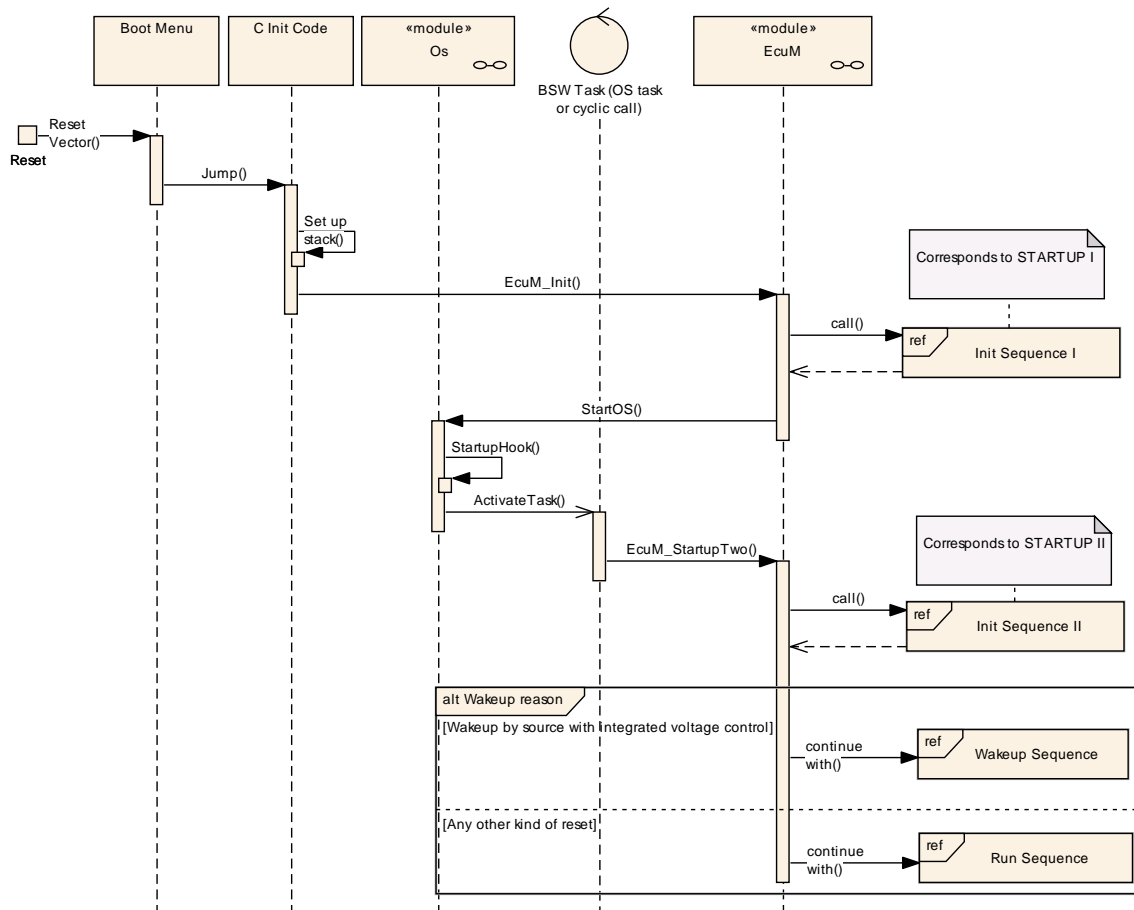 Boot Menu
C Init Code
«module»
Os
BSW Task (OS task
or cyclic call)
«module»
EcuM
Reset
Vector()
Reset
Jump()
Set up
stack()
EcuM_Init()
Corresponds to STARTUP I
call()
ref
Init Sequence I
StartOS()
StartupHook()
ActivateTask()
EcuM_StartupTwo()
Corresponds to STARTUP II
call()
ref
Init Sequence II
alt Wakeup reason
[Wakeup by source with integrated voltage control]
continue
with()
ref
Wakeup Sequence
[Any other kind of reset]
continue
with()
ref
Run Sequence